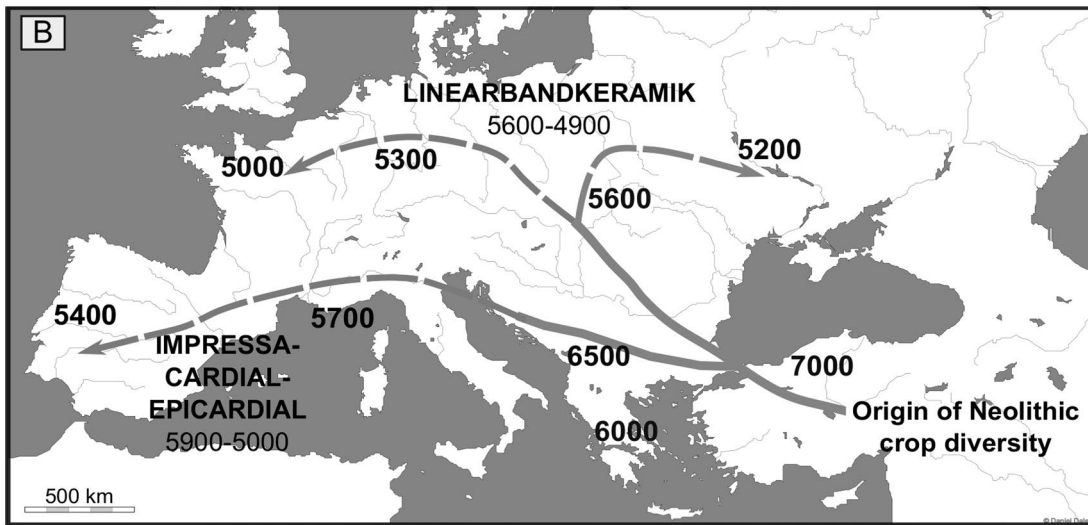 B
LINEARBANDKERAMIK
5600-4900
5000
5300
5200
5600
5400
5700
IMPRESSA-
CARDIAL-
EPICARDIAL
5900-5000
6500
6000
7000
Origin of Neolithic
crop diversity
500 km